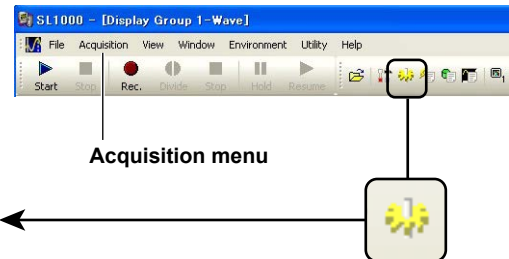 SL1000 - [Display Group 1-Wave]
File Acquisition View Window Environment Utility Help
Start Stop Rec. Divide Stop Hold Resume
Acquisition menu